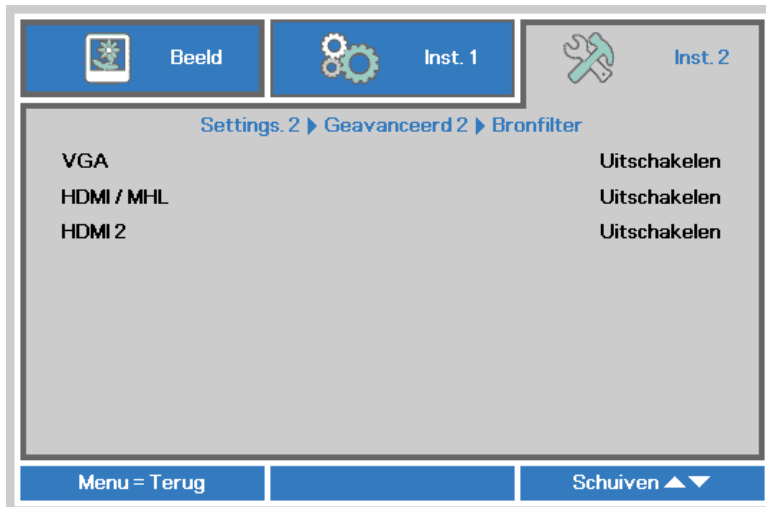 Beeld Inst. 1 Inst. 2
Settings. 2 Geavanceerd 2 Bronfilter
VGA Uitschakelen
HDMI / MHL Uitschakelen
HDMI 2 Uitschakelen
Menu = Terug Schuiven ▲▼